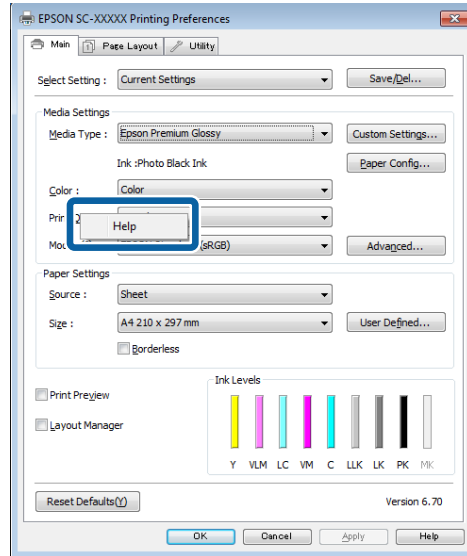 EPSON SC-XXXXX Printing Preferences
Main Page Layout Utility
Select Setting : Current Settings Save/Del...
Media Settings
Media Type : Epson Premium Glossy Custom Settings...
Ink :Photo Black Ink Paper Config...
Color : Color
Help
(sRGB) Advanced...
Paper Settings
Source : Sheet
Size : A4 210 x 297 mm User Defined...
Borderless
Print Preview
Layout Manager
Ink Levels
Y VLM LC VM C LLK LK PK MK
Reset Defaults(Y) Version 6.70
OK Cancel Apply Help